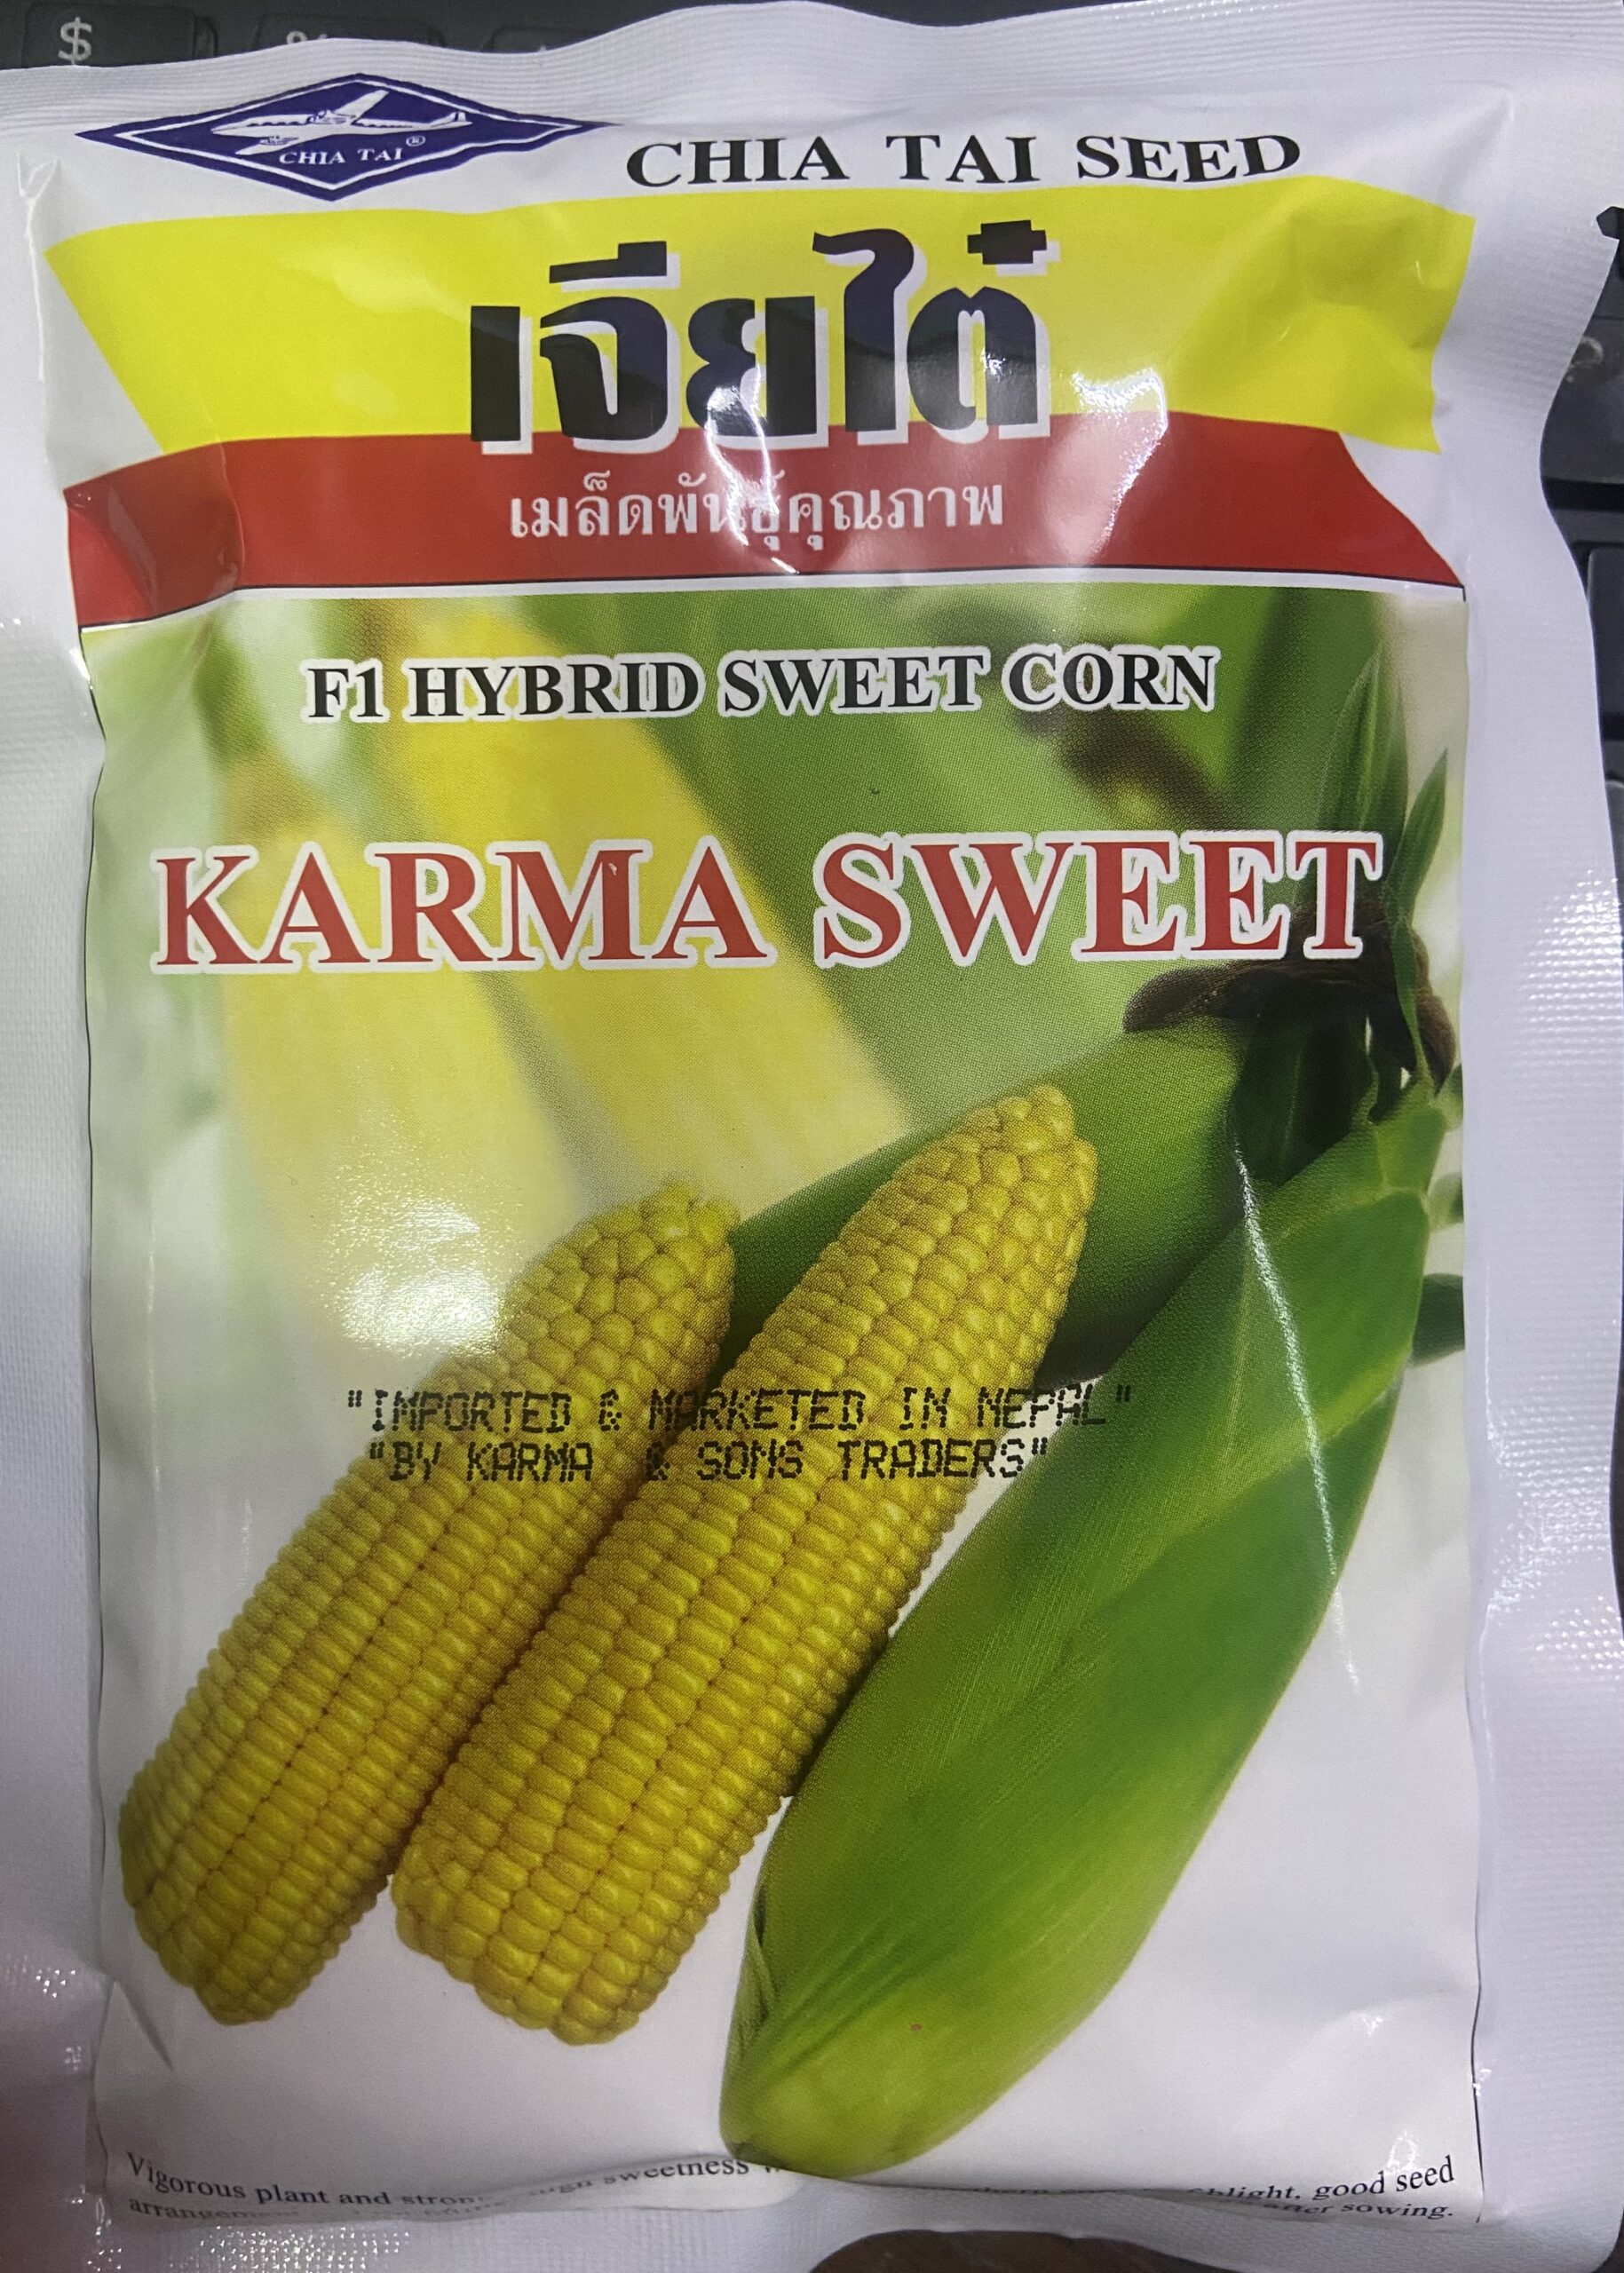 $
CHIA TAI®
CHIA TAI SEED
เจียไต๋
เมล็ดพันธุ์คุณภาพ
F1 HYBRID SWEET CORN
KARMA SWEET
"IMPORTED & MARKETED IN NEPAL"
"BY KARMA & SONS TRADERS"
Vigorous plant and sweetness blight, good seed
after sowing.